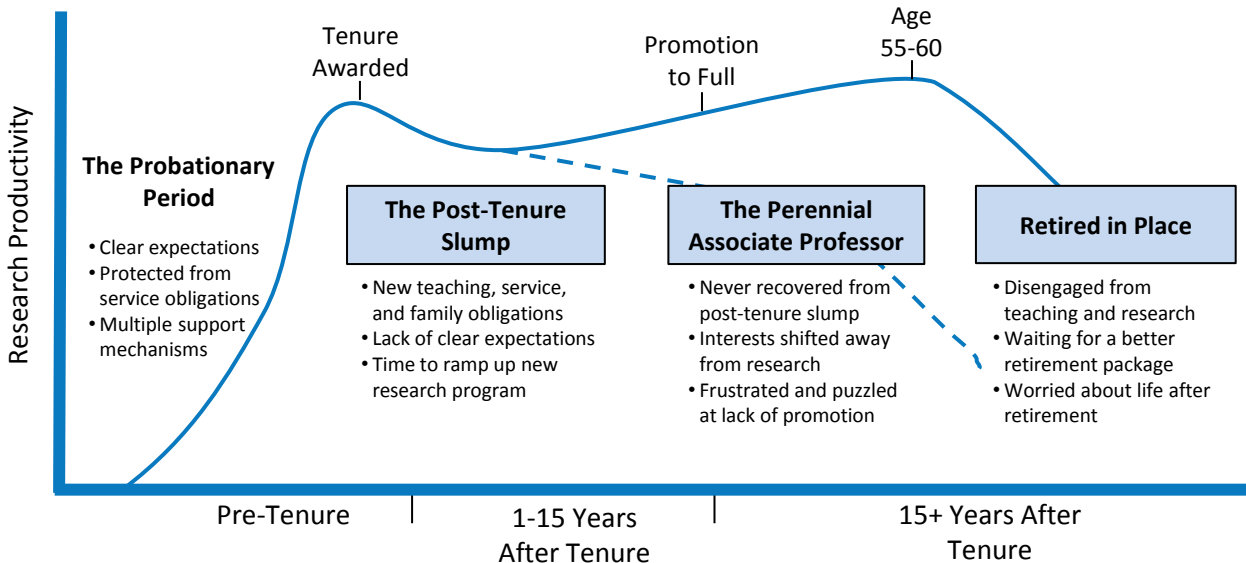 Research Productivity
Tenure
Awarded
Promotion
to Full
Age
55-60
The Probationary
Period
• Clear expectations
• Protected from
service obligations
• Multiple support
mechanisms
The Post-Tenure
Slump
• New teaching, service,
and family obligations
• Lack of clear expectations
• Time to ramp up new
research program
The Perennial
Associate Professor
• Never recovered from
post-tenure slump
• Interests shifted away
from research
• Frustrated and puzzled
at lack of promotion
Retired in Place
• Disengaged from
teaching and research
• Waiting for a better
retirement package
• Worried about life after
retirement
Pre-Tenure
1-15 Years
After Tenure
15+ Years After
Tenure